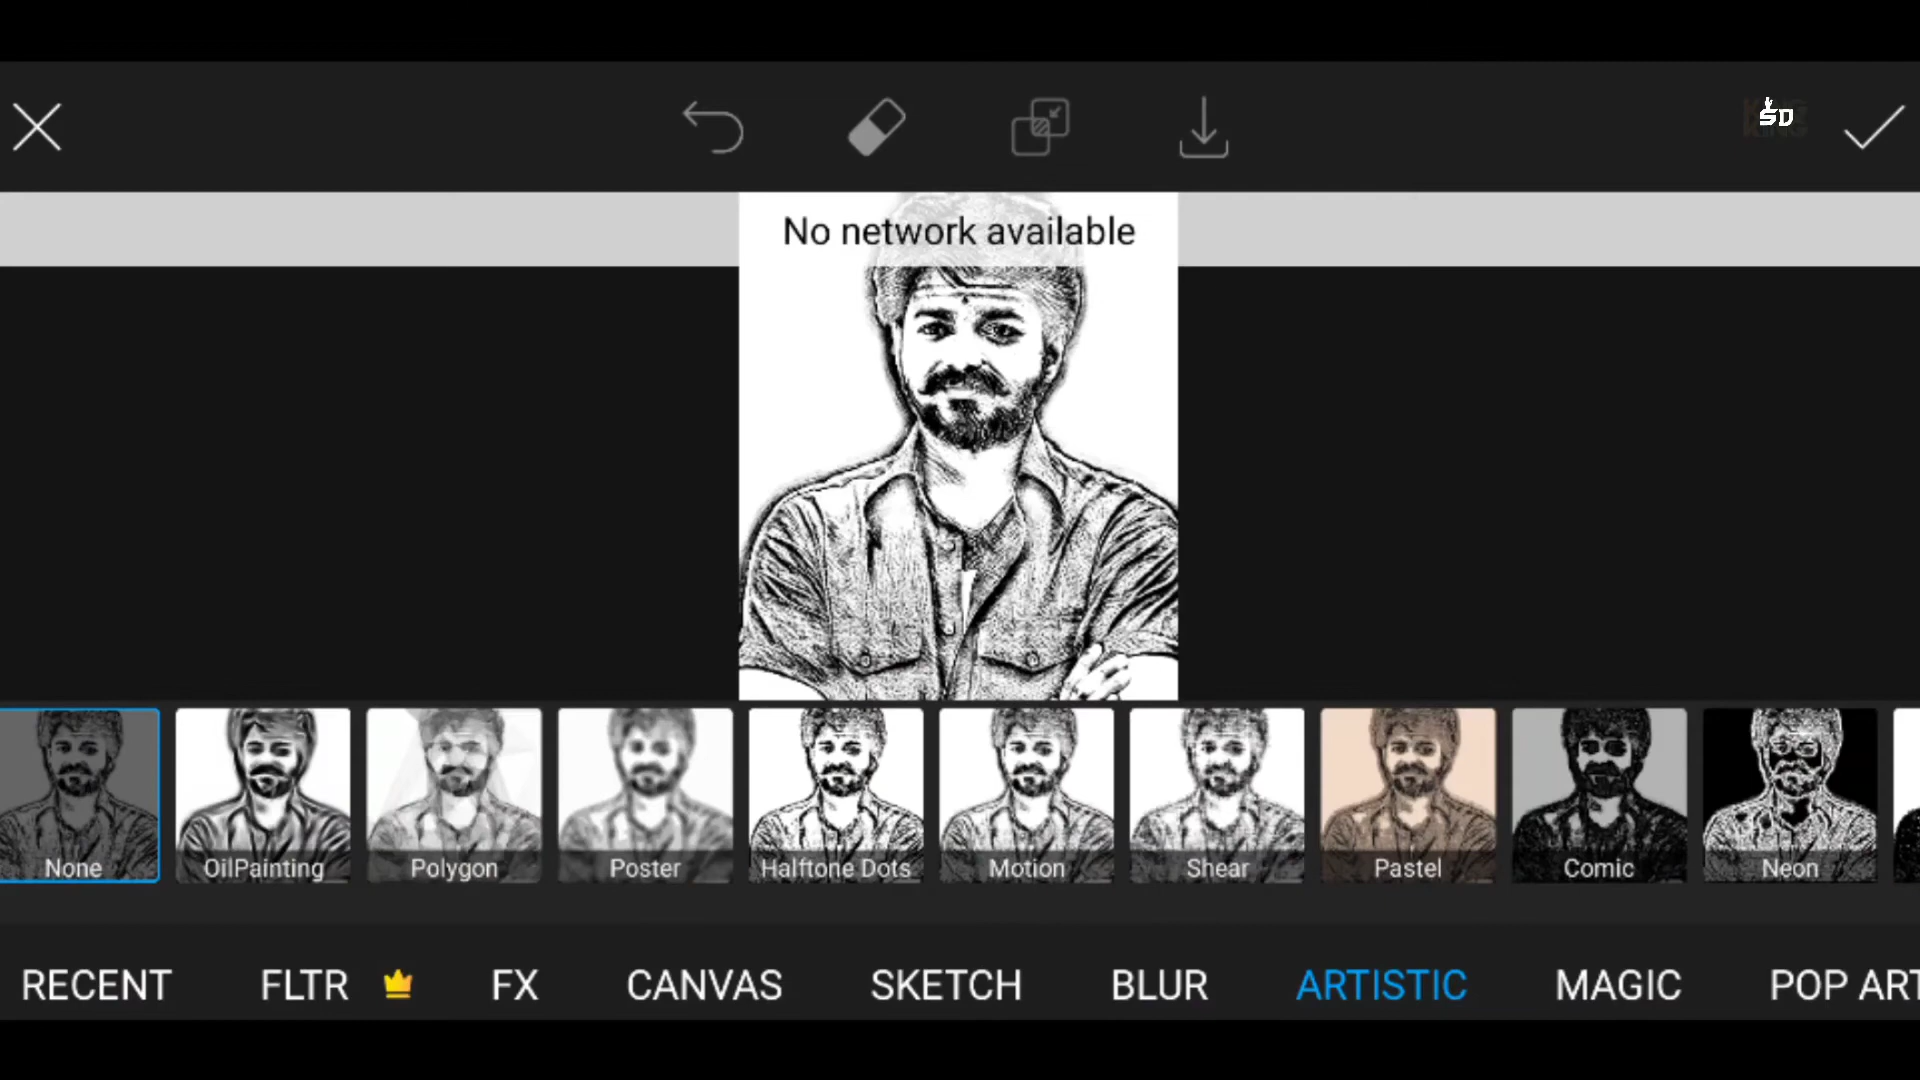 SD
No network available
None
OilPainting
Polygon
Poster
Halftone Dots
Motion
Shear
Pastel
Comic
Neon
RECENT
FLTR
FX
CANVAS
SKETCH
BLUR
ARTISTIC
MAGIC
POP ART